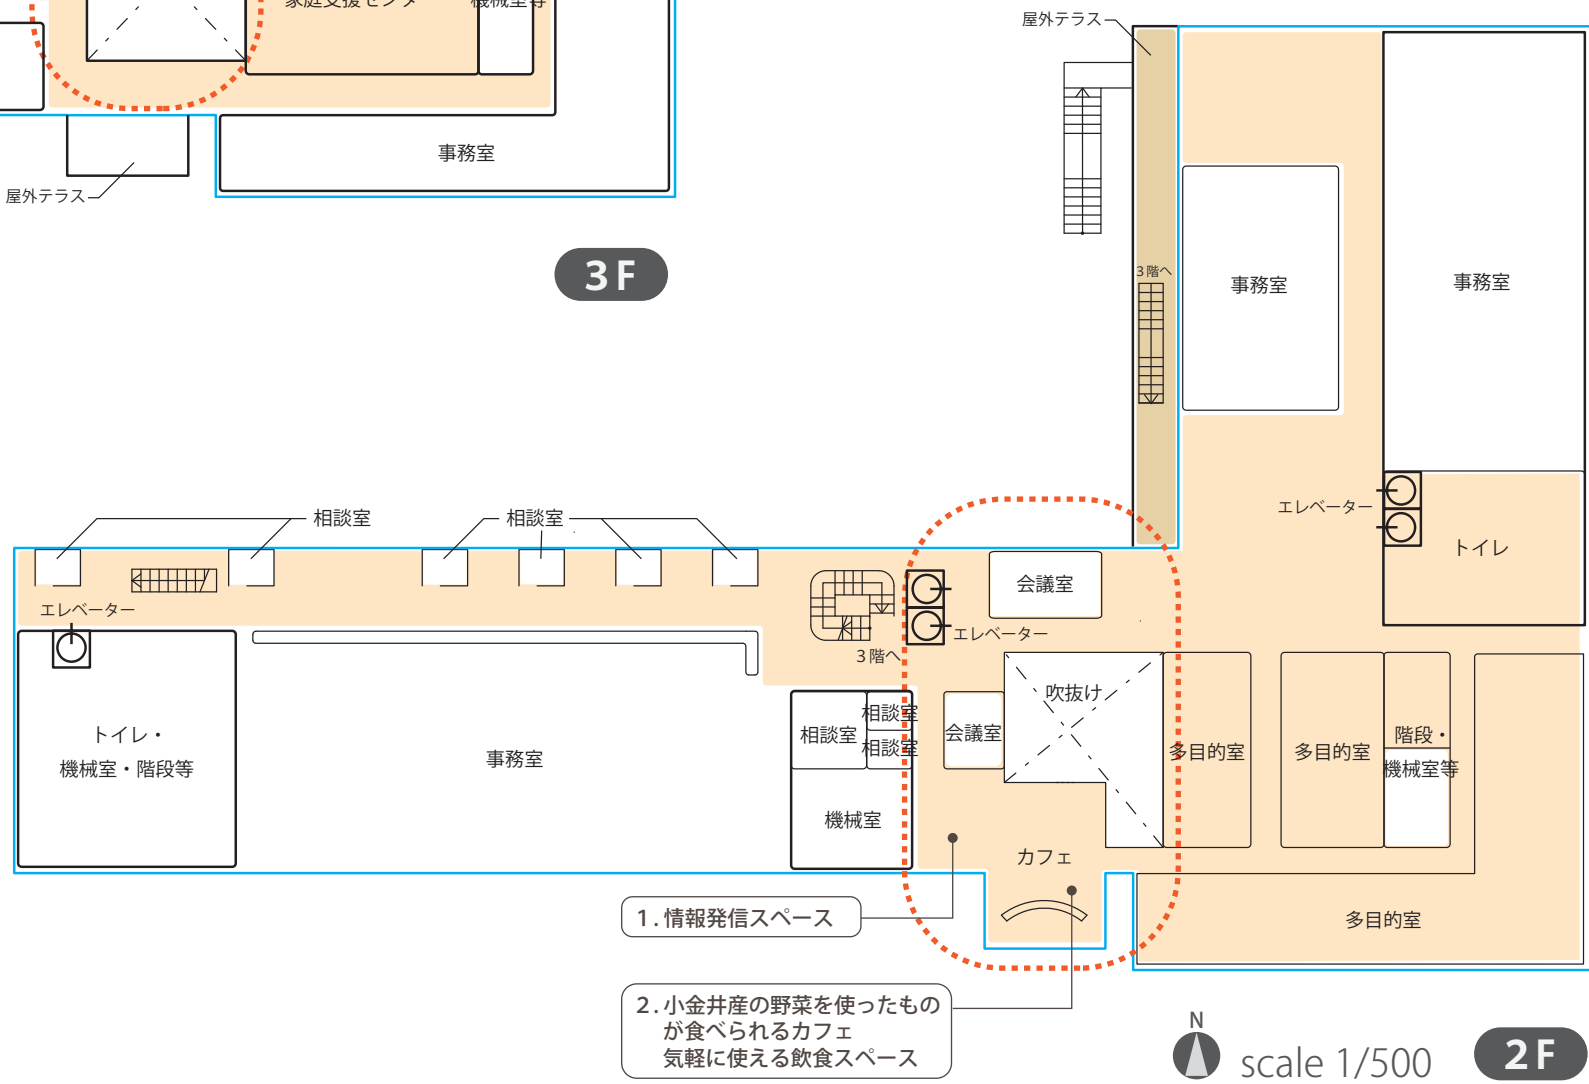 家庭支援センター
機械室等
事務室
屋外テラス
3F
屋外テラス
3階へ
事務室
事務室
エレベーター
トイレ
相談室
相談室
エレベーター
会議室
エレベーター
3階へ
吹抜け
トイレ・
機械室・階段等
事務室
相談室
相談室
相談室
機械室
会議室
多目的室
多目的室
階段・
機械室等
カフェ
多目的室
1.情報発信スペース
2.小金井産の野菜を使ったもの
が食べられるカフェ
気軽に使える飲食スペース
N
scale 1/500
2F